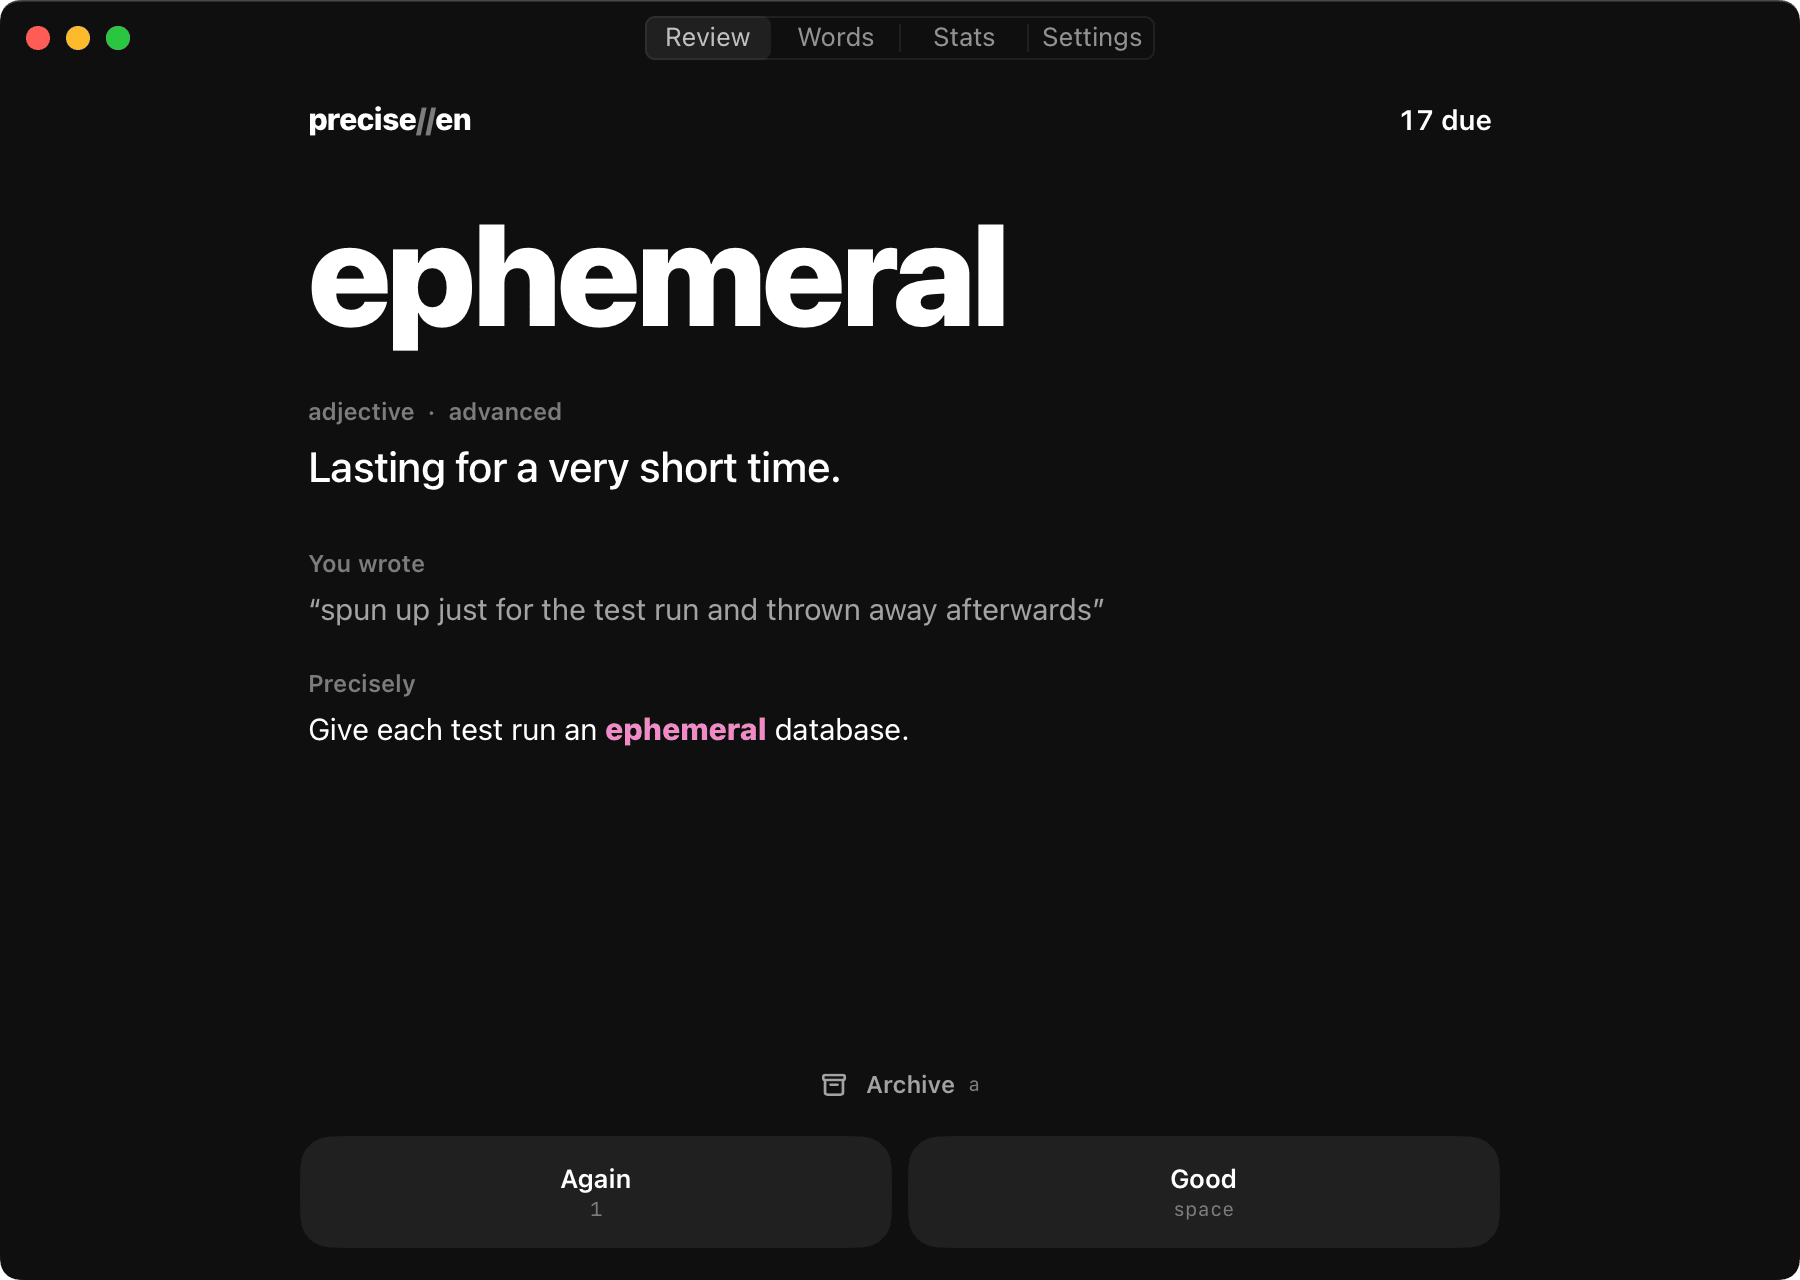 Review Words Stats Settings
precise//en
17 due
ephemeral
adjective · advanced
Lasting for a very short time.
You wrote
“spun up just for the test run and thrown away afterwards”
Precisely
Give each test run an ephemeral database.
Archive a
Again
1
Good
space